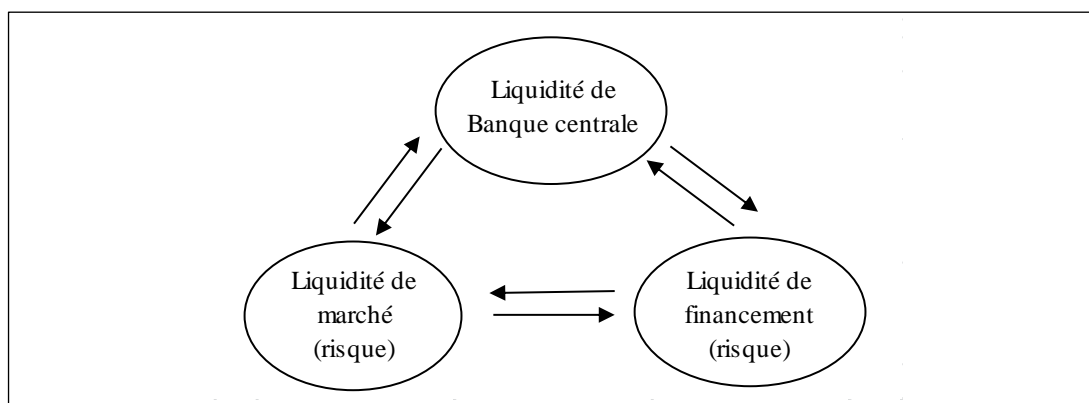 Liquidité de
Banque centrale
Liquidité de
marché
(risque)
Liquidité de
financement
(risque)